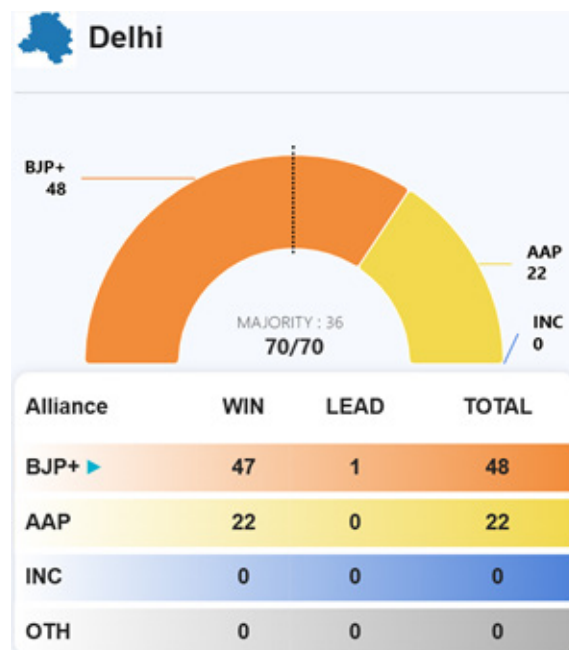 Delhi
BJP+
48
AAP
22
INC
0
MAJORITY : 36
70/70
Alliance WIN LEAD TOTAL
BJP+ 47 1 48
AAP 22 0 22
INC 0 0 0
OTH 0 0 0